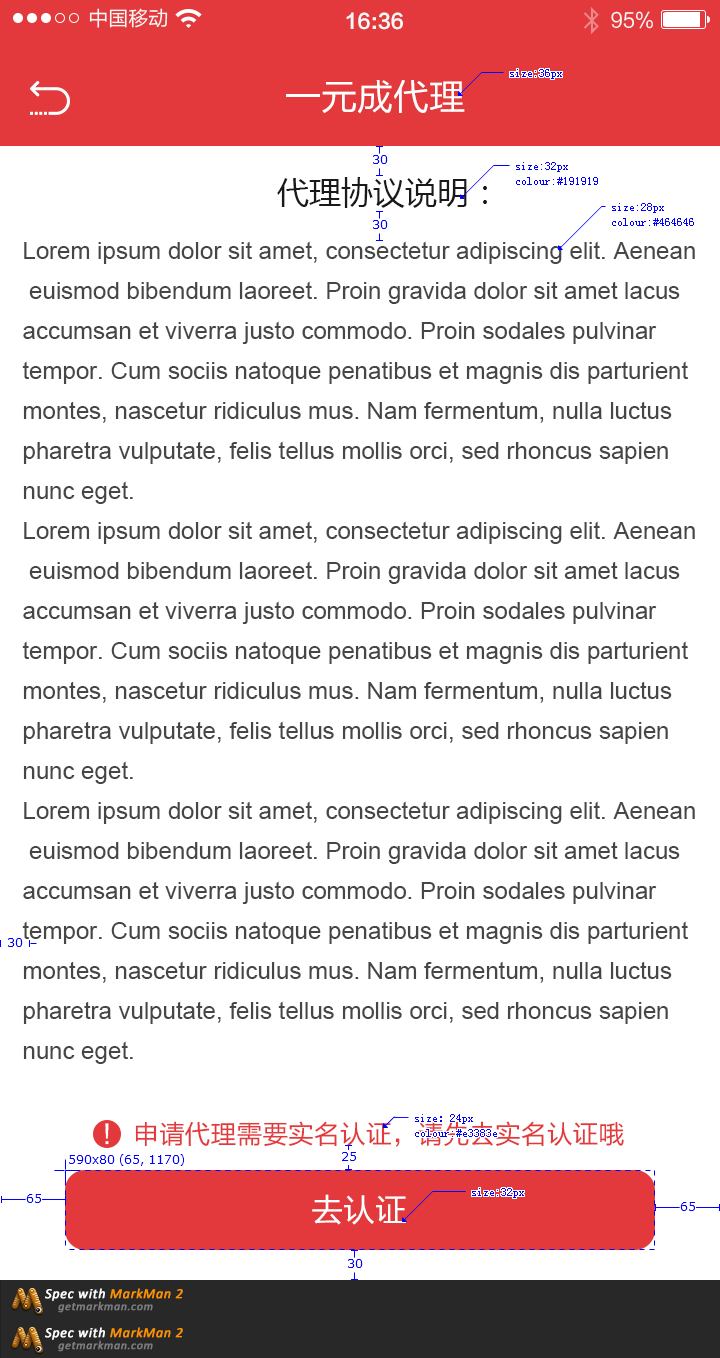 中国移动 16:36 95%
一元成代理
size:36px
30
代理协议说明：
size:32px
colour:#191919
30
size:28px
colour:#464646
Lorem ipsum dolor sit amet, consectetur adipiscing elit. Aenean
euismod bibendum laoreet. Proin gravida dolor sit amet lacus
accumsan et viverra justo commodo. Proin sodales pulvinar
tempor. Cum sociis natoque penatibus et magnis dis parturient
montes, nascetur ridiculus mus. Nam fermentum, nulla luctus
pharetra vulputate, felis tellus mollis orci, sed rhoncus sapien
nunc eget.
Lorem ipsum dolor sit amet, consectetur adipiscing elit. Aenean
euismod bibendum laoreet. Proin gravida dolor sit amet lacus
accumsan et viverra justo commodo. Proin sodales pulvinar
tempor. Cum sociis natoque penatibus et magnis dis parturient
montes, nascetur ridiculus mus. Nam fermentum, nulla luctus
pharetra vulputate, felis tellus mollis orci, sed rhoncus sapien
nunc eget.
Lorem ipsum dolor sit amet, consectetur adipiscing elit. Aenean
euismod bibendum laoreet. Proin gravida dolor sit amet lacus
accumsan et viverra justo commodo. Proin sodales pulvinar
tempor. Cum sociis natoque penatibus et magnis dis parturient
30
montes, nascetur ridiculus mus. Nam fermentum, nulla luctus
pharetra vulputate, felis tellus mollis orci, sed rhoncus sapien
nunc eget.
size: 24px
colour:#e3383e
申请代理需要实名认证，请先去实名认证哦
590x80 (65, 1170)
25
65
去认证
size:32px
65
30
Spec with MarkMan 2
getmarkman.com
Spec with MarkMan 2
getmarkman.com